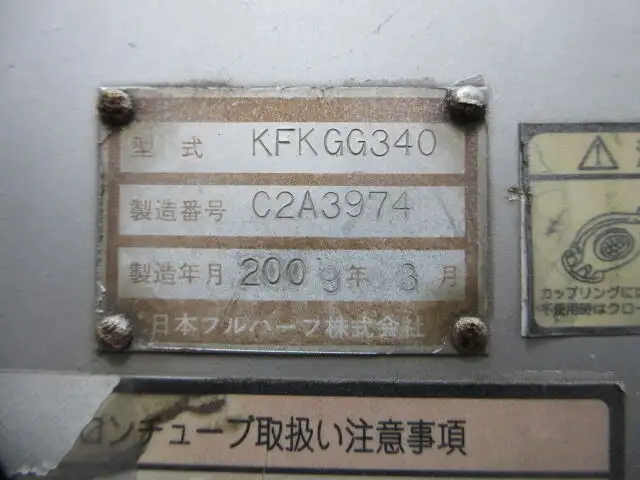 型式 KFKGG340
製造番号 C2A3974
製造年月 2009年 3月
日本フルハーフ株式会社
カップリングに
不使用時はクロー
ロンチューブ取扱い注意事項